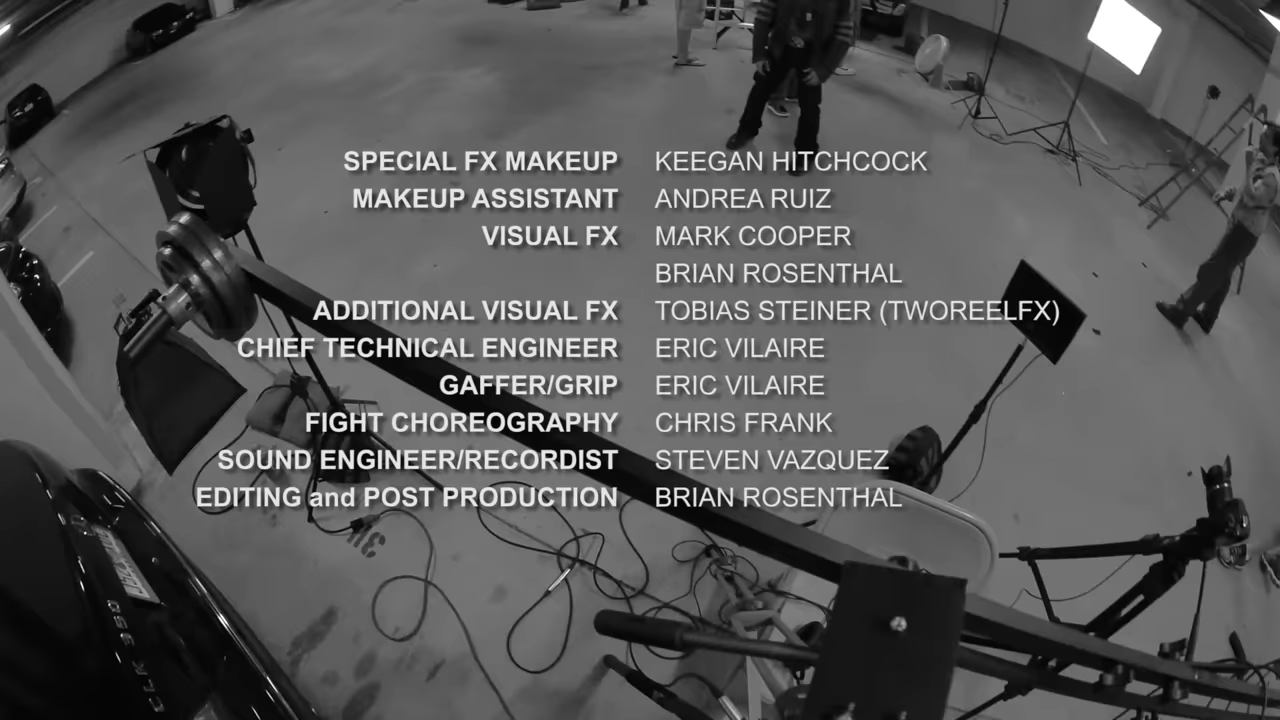 SPECIAL FX MAKEUP KEEGAN HITCHCOCK
MAKEUP ASSISTANT ANDREA RUIZ
VISUAL FX MARK COOPER
BRIAN ROSENTHAL
ADDITIONAL VISUAL FX TOBIAS STEINER (TWOREELFX)
CHIEF TECHNICAL ENGINEER ERIC VILAIRE
GAFFER/GRIP ERIC VILAIRE
FIGHT CHOREOGRAPHY CHRIS FRANK
SOUND ENGINEER/RECORDIST STEVEN VAZQUEZ
EDITING and POST PRODUCTION BRIAN ROSENTHAL
CLK 350